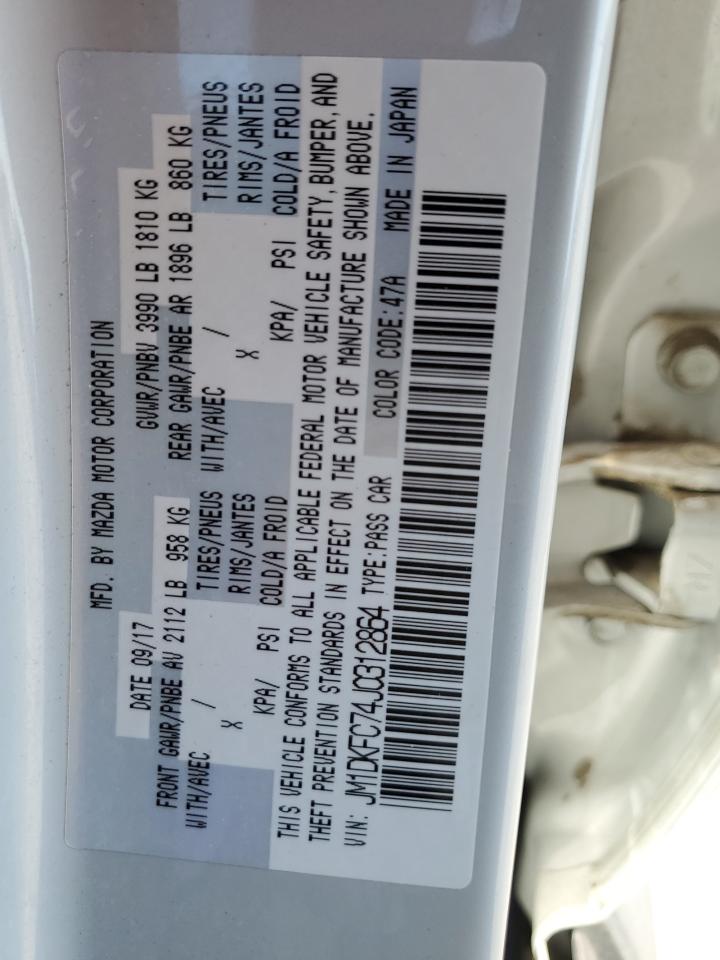 MFD. BY MAZDA MOTOR CORPORATION
DATE 09/17 GVWR/PNBV 3990 LB 1810 KG
FRONT GAWR/PNBE AV 2112 LB 958 KG REAR GAWR/PNBE AR 1896 LB 860 KG
WITH/AVEC / TIRES/PNEUS WITH/AVEC / TIRES/PNEUS
X RIMS/JANTES X RIMS/JANTES
KPA/ PSI COLD/A FROID KPA/ PSI COLD/A FROID
THIS VEHICLE CONFORMS TO ALL APPLICABLE FEDERAL MOTOR VEHICLE SAFETY, BUMPER, AND
THEFT PREVENTION STANDARDS IN EFFECT ON THE DATE OF MANUFACTURE SHOWN ABOVE.
VIN: JM1DKFC74J0312864 TYPE:PASS CAR COLOR CODE:47A MADE IN JAPAN